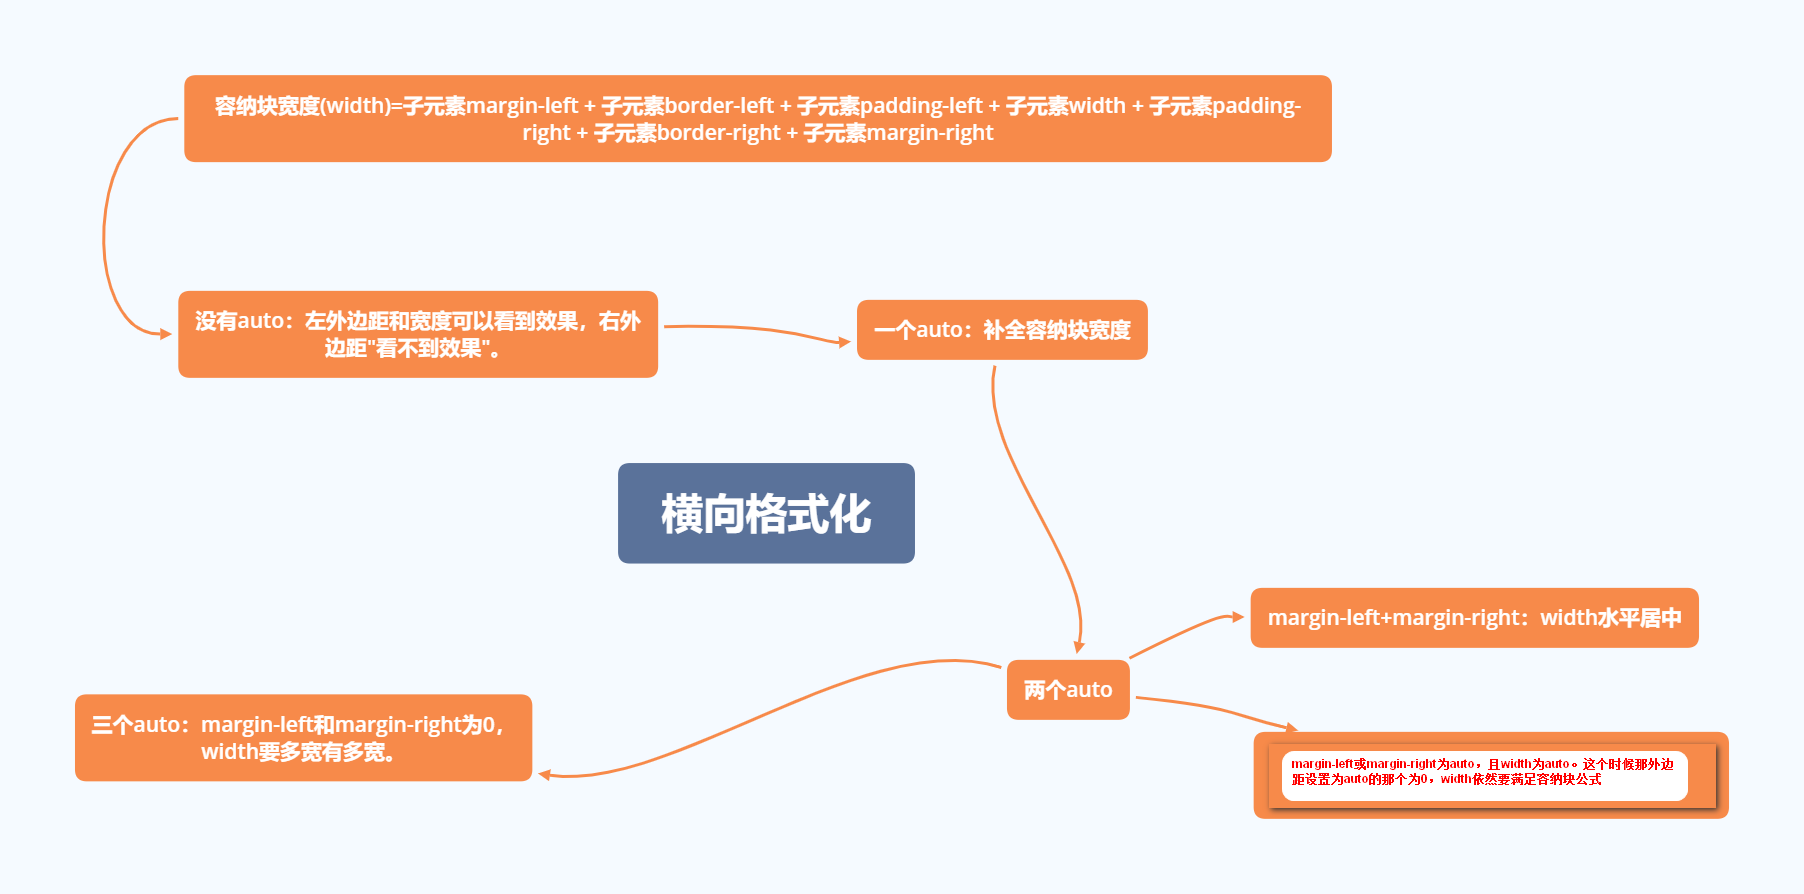 容纳块宽度(width)=子元素margin-left + 子元素border-left + 子元素padding-left + 子元素width + 子元素padding-
right + 子元素border-right + 子元素margin-right
没有auto：左外边距和宽度可以看到效果，右外
边距"看不到效果"。
一个auto：补全容纳块宽度
横向格式化
margin-left+margin-right：width水平居中
两个auto
三个auto：margin-left和margin-right为0，
width要多宽有多宽。
margin-left或margin-right为auto，且width为auto。这个时候那外边
距设置为auto的那个为0，width依然要满足容纳块公式